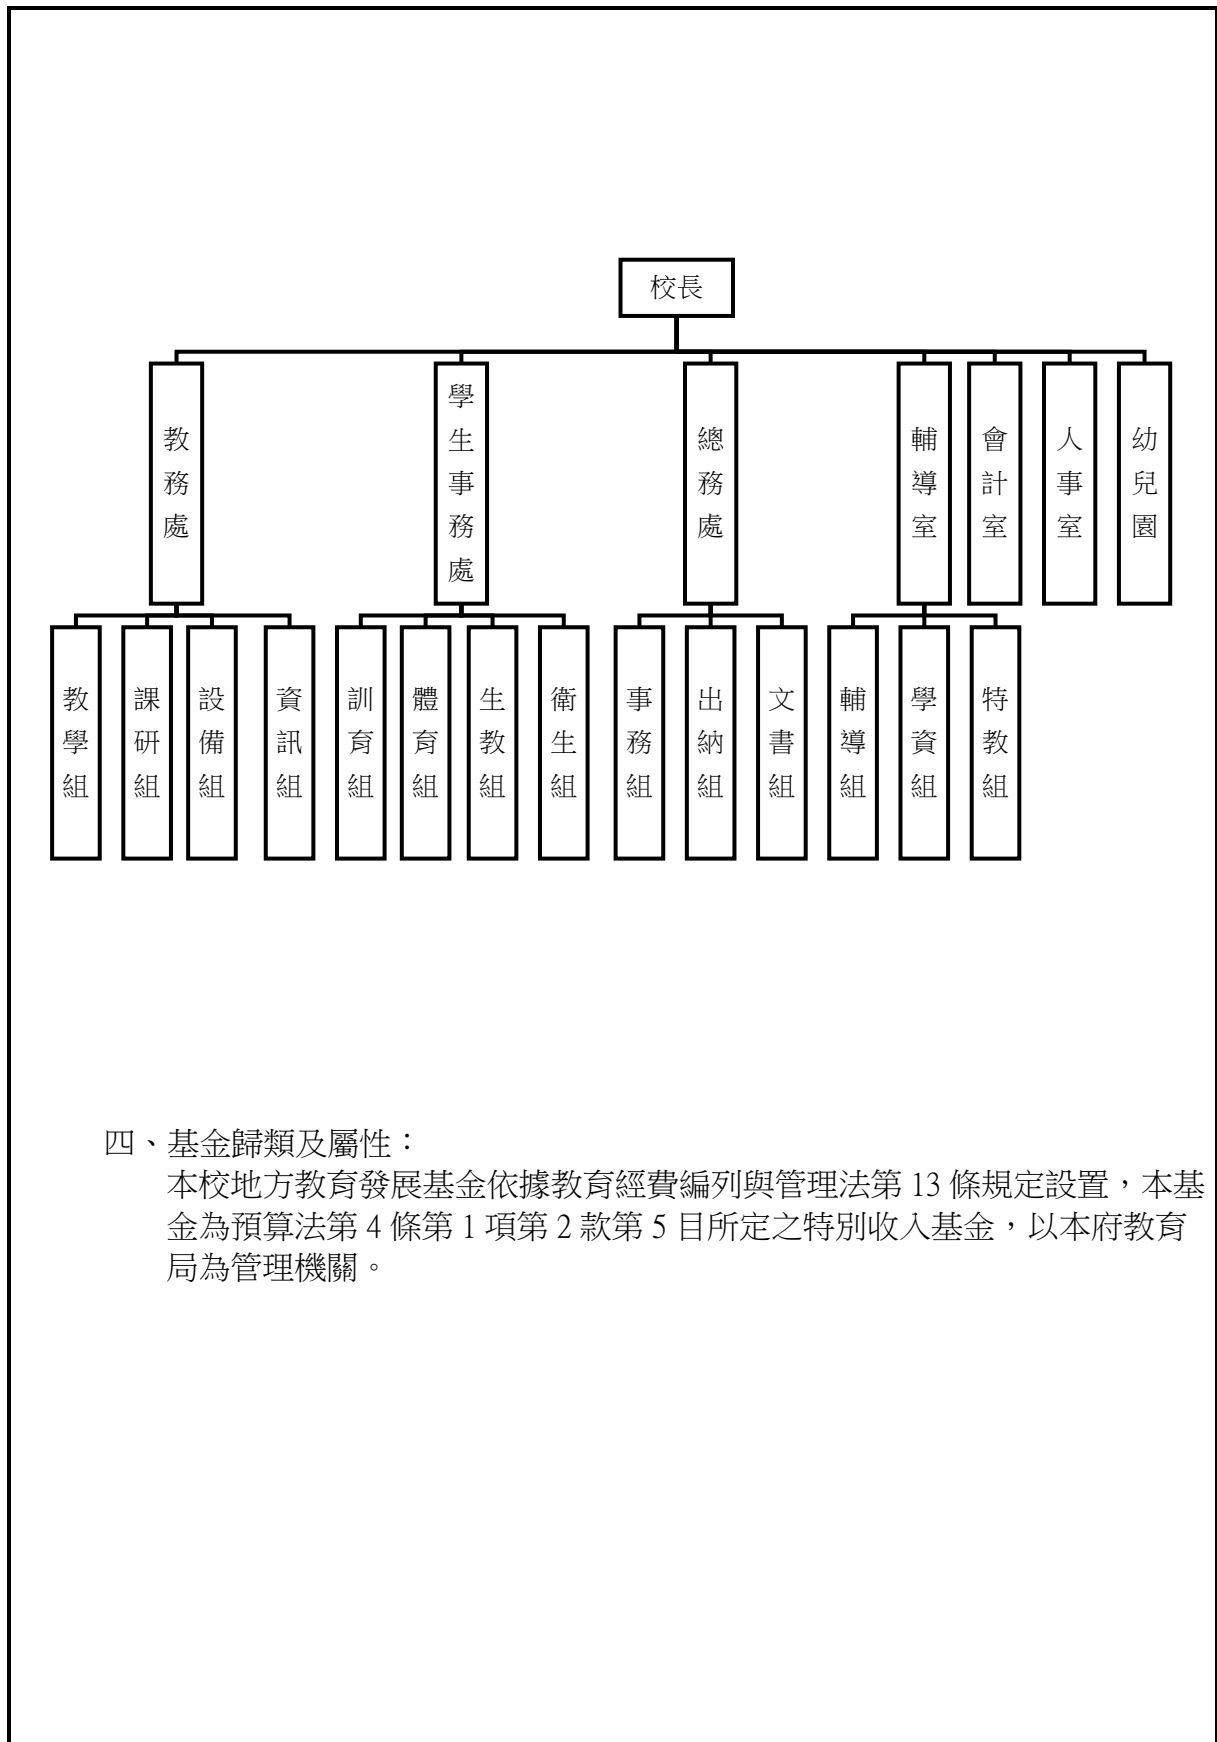 校長
教務處
學生事務處
總務處
輔導室
會計室
人事室
幼兒園
教學組
課研組
設備組
資訊組
訓育組
體育組
生教組
衛生組
事務組
出納組
文書組
輔導組
學資組
特教組
四、基金歸類及屬性：
本校地方教育發展基金依據教育經費編列與管理法第 13 條規定設置，本基
金為預算法第 4 條第 1 項第 2 款第 5 目所定之特別收入基金，以本府教育
局為管理機關。